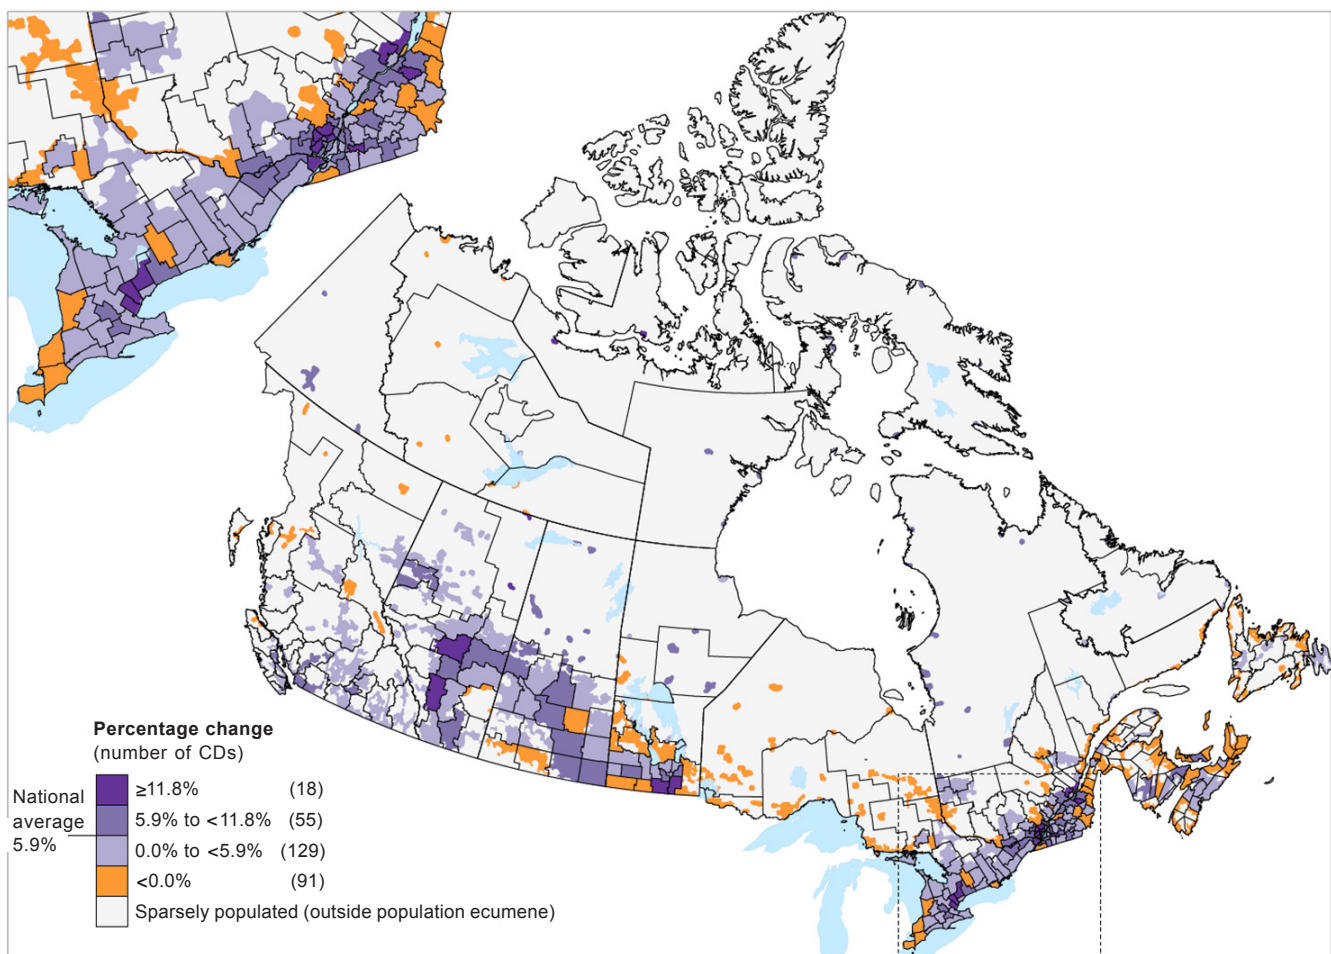 Percentage change
(number of CDs)
National
average
5.9%
≥11.8% (18)
5.9% to <11.8% (55)
0.0% to <5.9% (129)
<0.0% (91)
Sparsely populated (outside population ecumene)